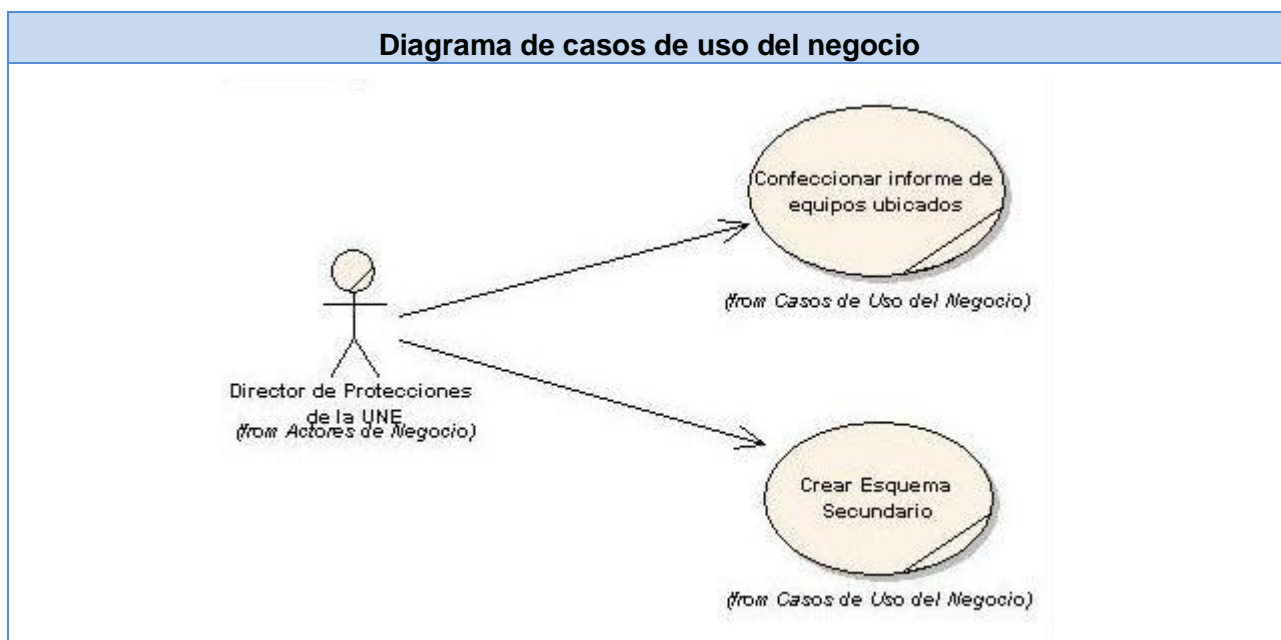 Diagrama de casos de uso del negocio
Confeccionar informe de
equipos ubicados
(from Casos de Uso del Negocio)
Director de Protecciones
de la UNE
(from Actores de Negocio)
Crear Esquema
Secundario
(from Casos de Uso del Negocio)